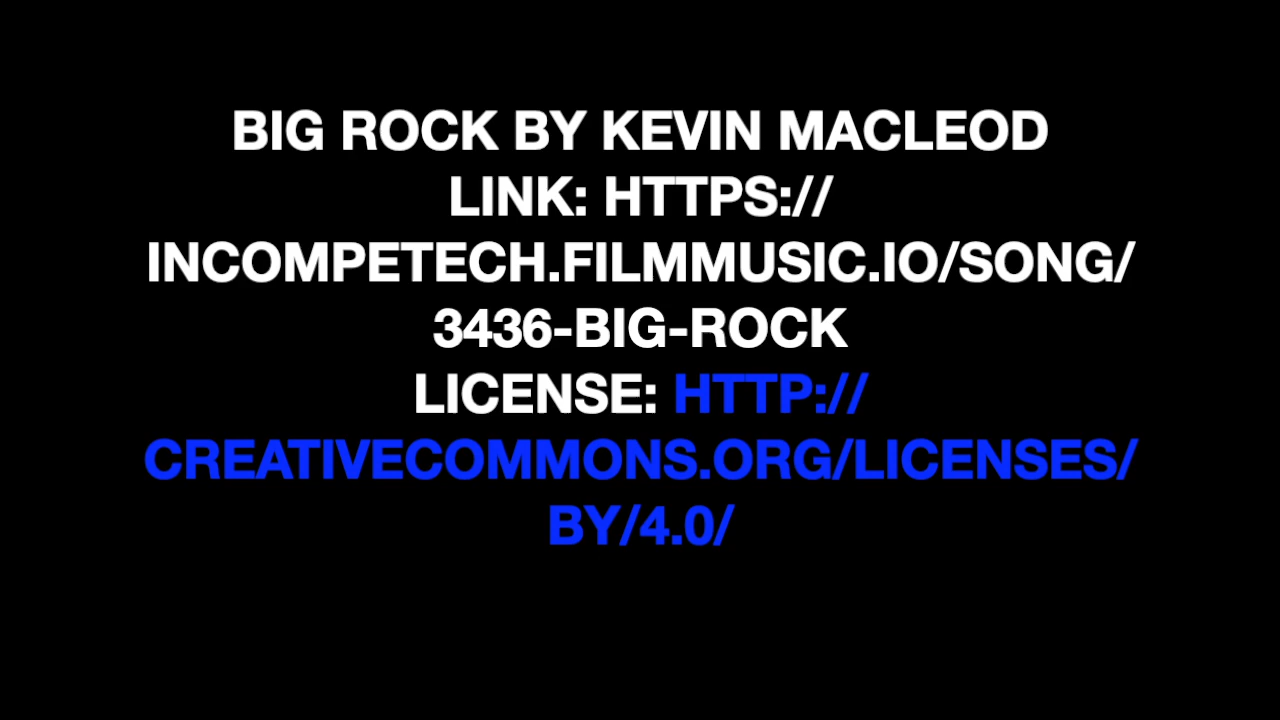 BIG ROCK BY KEVIN MACLEOD
LINK: HTTPS://
INCOMPETECH.FILMMUSIC.IO/SONG/
3436-BIG-ROCK
LICENSE: HTTP://
CREATIVECOMMONS.ORG/LICENSES/
BY/4.0/